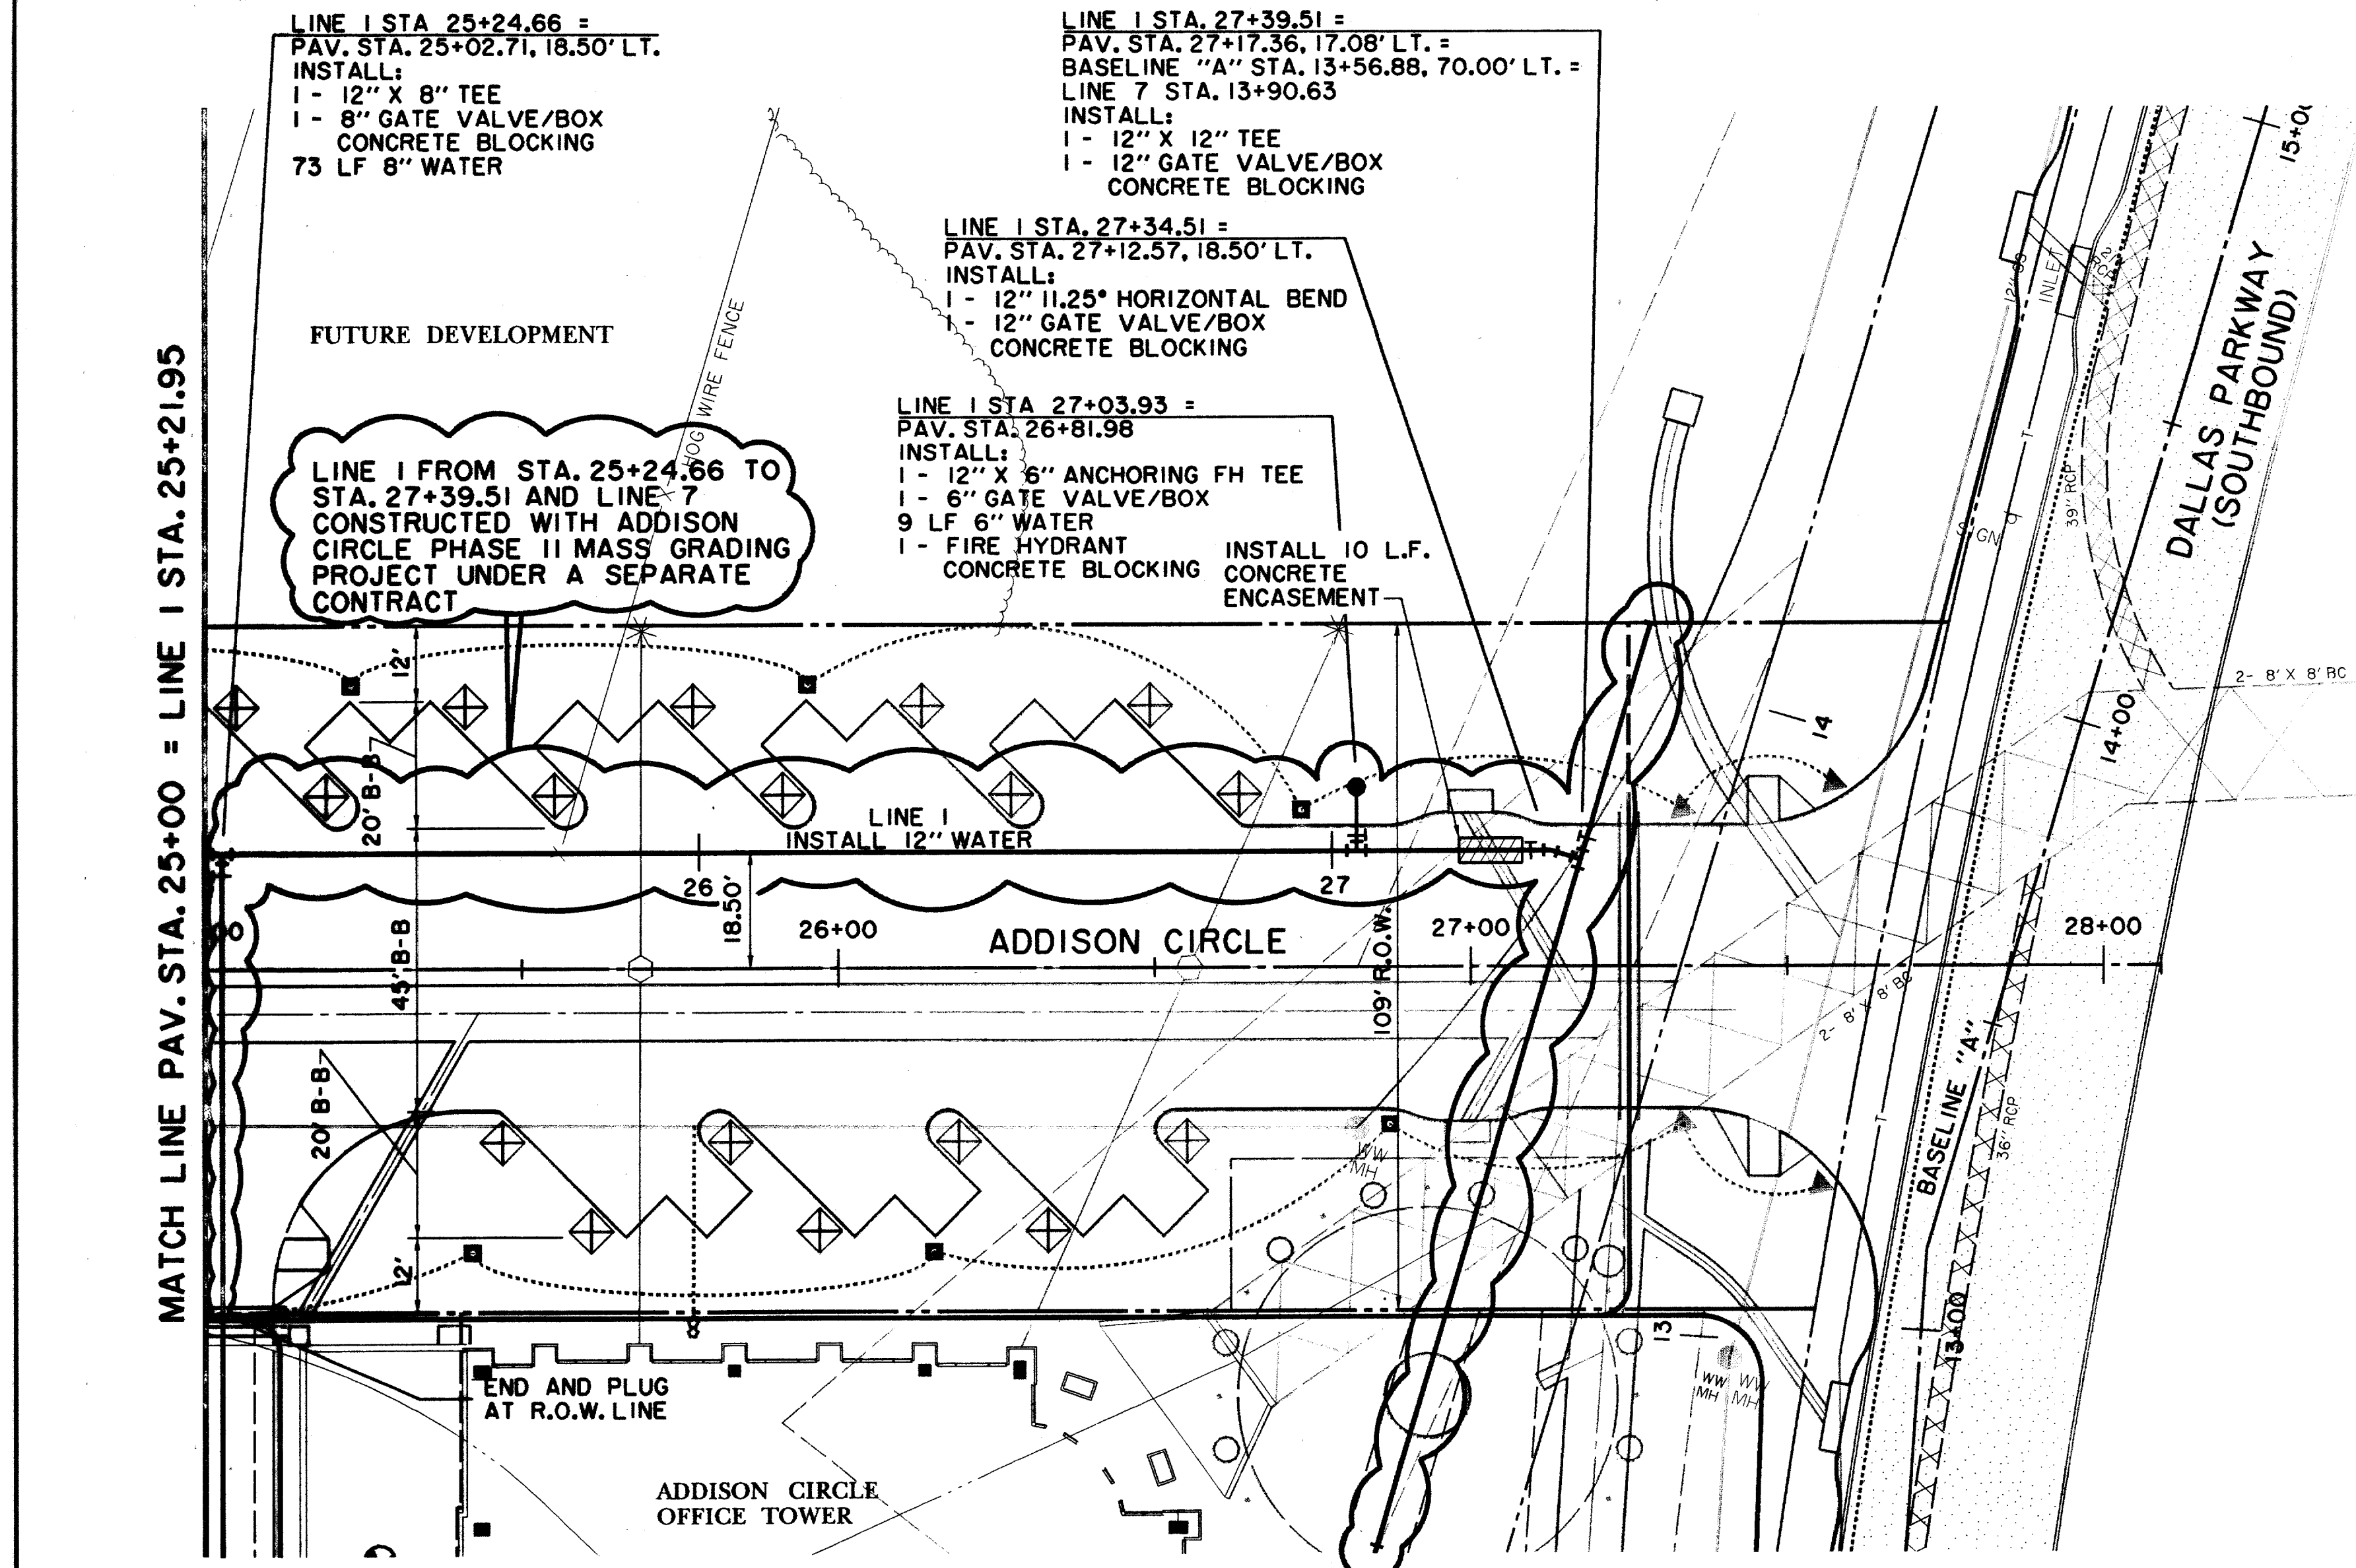 LINE 1 STA 25+24.66 =
PAV. STA. 25+02.71, 18.50' LT.
INSTALL:
1 - 12" X 8" TEE
1 - 8" GATE VALVE/BOX
CONCRETE BLOCKING
73 LF 8" WATER
LINE 1 STA. 27+39.51 =
PAV. STA. 27+17.36, 17.08' LT. =
BASELINE "A" STA. 13+56.88, 70.00' LT. =
LINE 7 STA. 13+90.63
INSTALL:
1 - 12" X 12" TEE
1 - 12" GATE VALVE/BOX
CONCRETE BLOCKING
LINE 1 STA. 27+34.51 =
PAV. STA. 27+12.57, 18.50' LT.
INSTALL:
1 - 12" 11.25° HORIZONTAL BEND
1 - 12" GATE VALVE/BOX
CONCRETE BLOCKING
LINE 1 STA 27+03.93 =
PAV. STA. 26+81.98
INSTALL:
1 - 12" X 6" ANCHORING FH TEE
1 - 6" GATE VALVE/BOX
9 LF 6" WATER
1 - FIRE HYDRANT
CONCRETE BLOCKING
INSTALL 10 L.F.
CONCRETE
ENCASEMENT
FUTURE DEVELOPMENT
HOG WIRE FENCE
LINE 1 FROM STA. 25+24.66 TO
STA. 27+39.51 AND LINE 7
CONSTRUCTED WITH ADDISON
CIRCLE PHASE II MASS GRADING
PROJECT UNDER A SEPARATE
CONTRACT
MATCH LINE PAV. STA. 25+00 = LINE 1 STA. 25+21.95
12'
20' B-B
45' B-B
20' B-B
12'
LINE 1
INSTALL 12" WATER
26
27
18.50'
26+00
ADDISON CIRCLE
27+00
28+00
109' R.O.W.
14
13
15+00
14+00
13+00
12" SS
INLET
39" RCP
DALLAS PARKWAY
(SOUTHBOUND)
2- 8' X 8' BC
2- 8' X 8' BC
BASELINE "A"
36" RCP
T
T
WW
MH
WW
MH
WW
MH
END AND PLUG
AT R.O.W. LINE
ADDISON CIRCLE
OFFICE TOWER